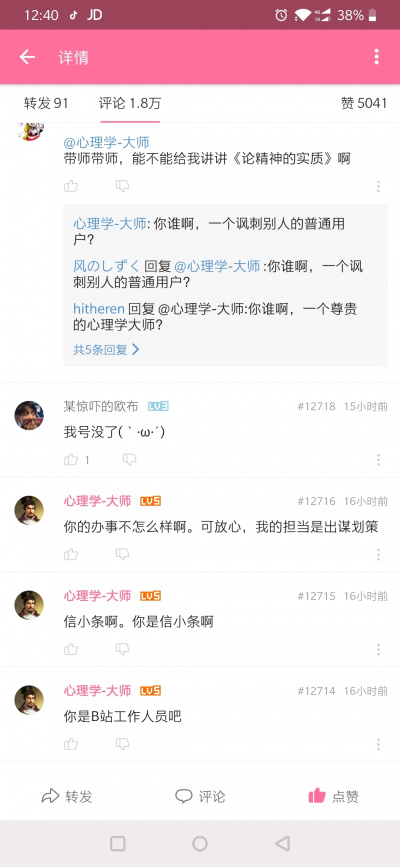 12:40 JD 4G 1X 38%
详情
转发 91 评论 1.8万 赞 5041
@心理学-大师
带师带师，能不能给我讲讲《论精神的实质》啊
心理学-大师: 你谁啊，一个讽刺别人的普通用
户?
风のしずく 回复 @心理学-大师 :你谁啊，一个讽
刺别人的普通用户?
hitheren 回复 @心理学-大师:你谁啊，一个尊贵
的心理学大师?
共5条回复
某惊吓的欧布 LV3 #12718 15小时前
我号没了(｀·ω·´)
1
心理学-大师 LV5 #12716 16小时前
你的办事不怎么样啊。可放心，我的担当是出谋划策
心理学-大师 LV5 #12715 16小时前
信小条啊。你是信小条啊
心理学-大师 LV5 #12714 16小时前
你是B站工作人员吧
转发 评论 点赞